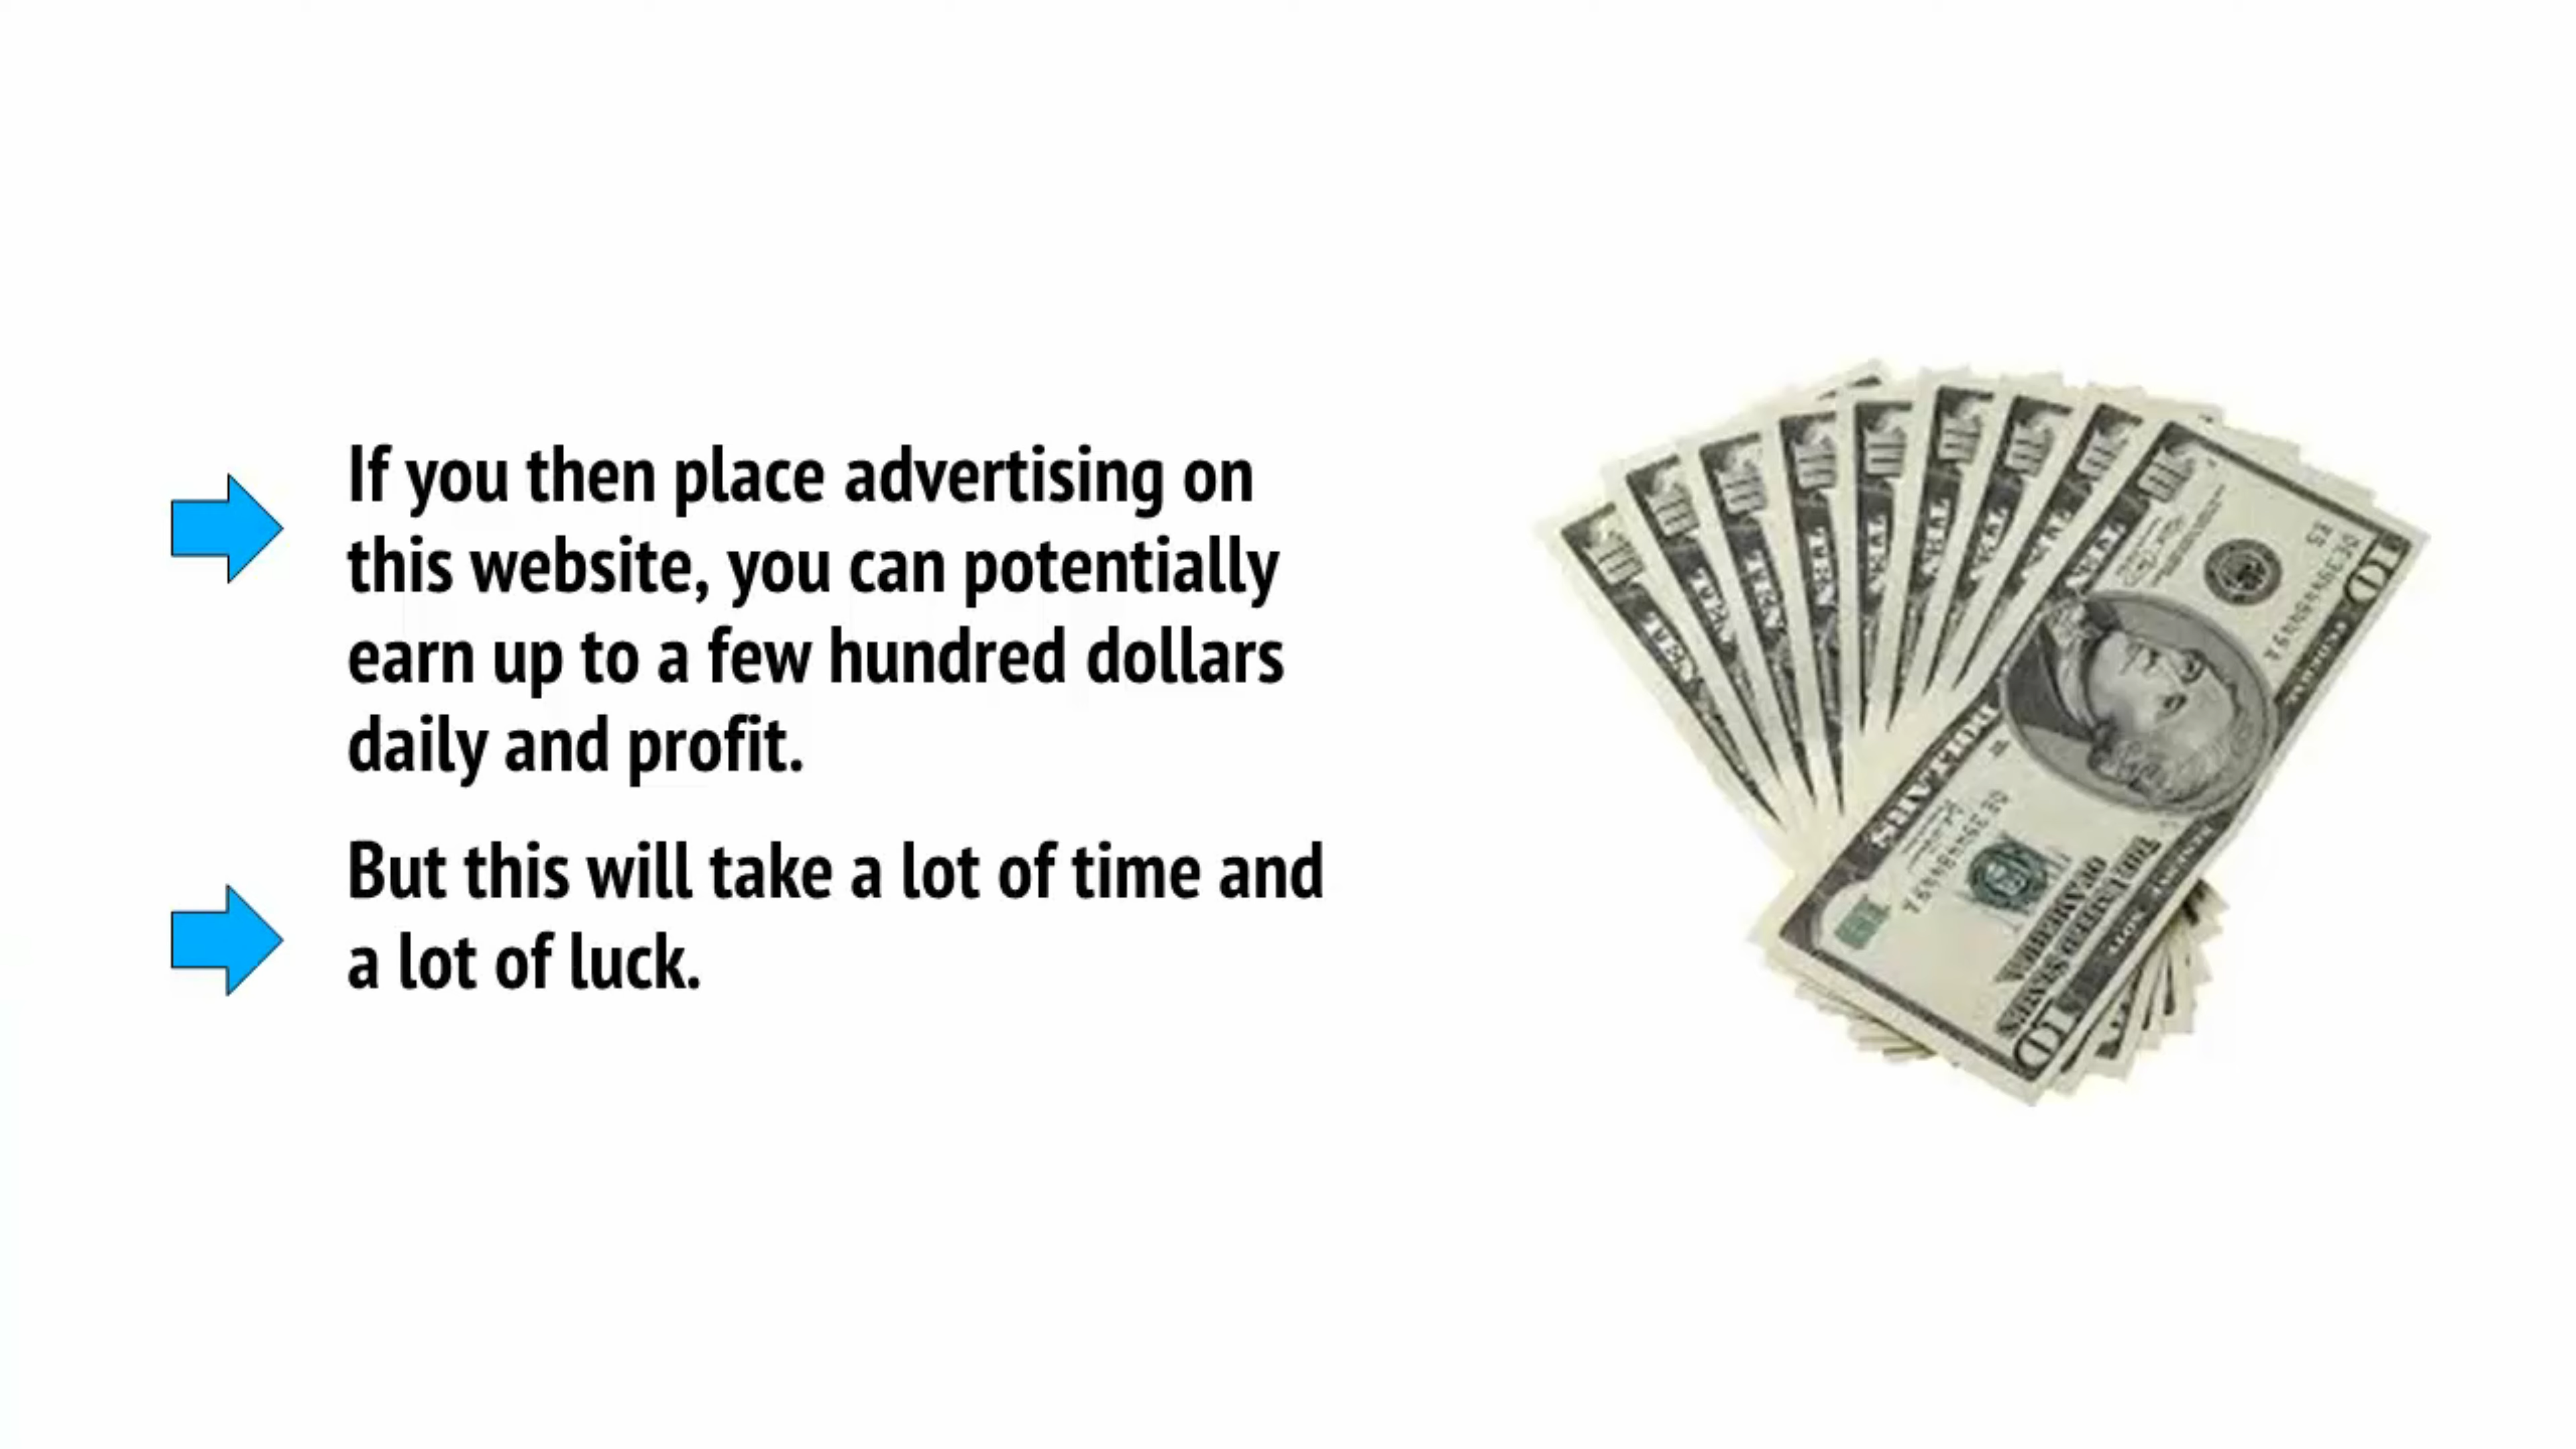 If you then place advertising on
this website, you can potentially
earn up to a few hundred dollars
daily and profit.
But this will take a lot of time and
a lot of luck.